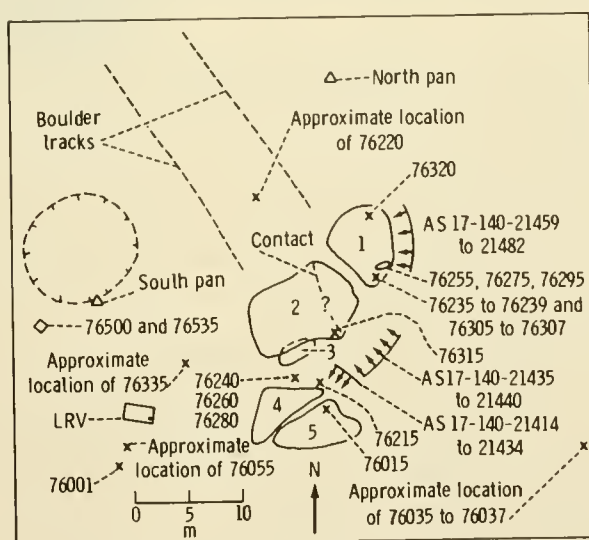 North pan
Boulder
tracks
Approximate location
of 76220
76320
AS 17-140-21459
to 21482
Contact
1
76255, 76275, 76295
South pan
2
?
76235 to 76239 and
76305 to 76307
76500 and 76535
3
76315
Approximate
location of 76335
76240
76260
76280
AS17-140-21435
to 21440
LRV
4
5
76215
AS17-140-21414
to 21434
76015
Approximate
location of 76055
76001
N
0 5 10
m
Approximate location
of 76035 to 76037